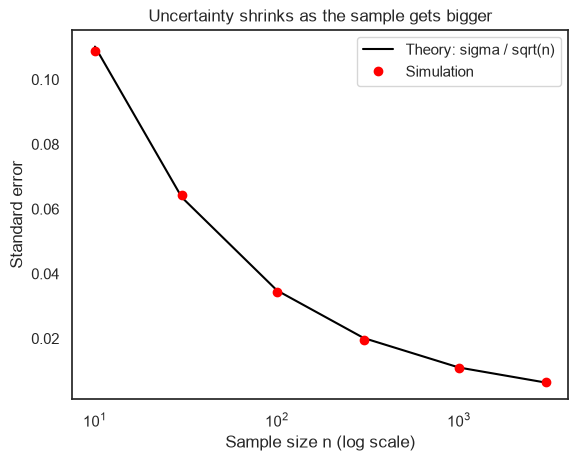 Uncertainty shrinks as the sample gets bigger
Theory: sigma / sqrt(n)
Simulation
Standard error
0.10
0.08
0.06
0.04
0.02
10¹
10²
10³
Sample size n (log scale)